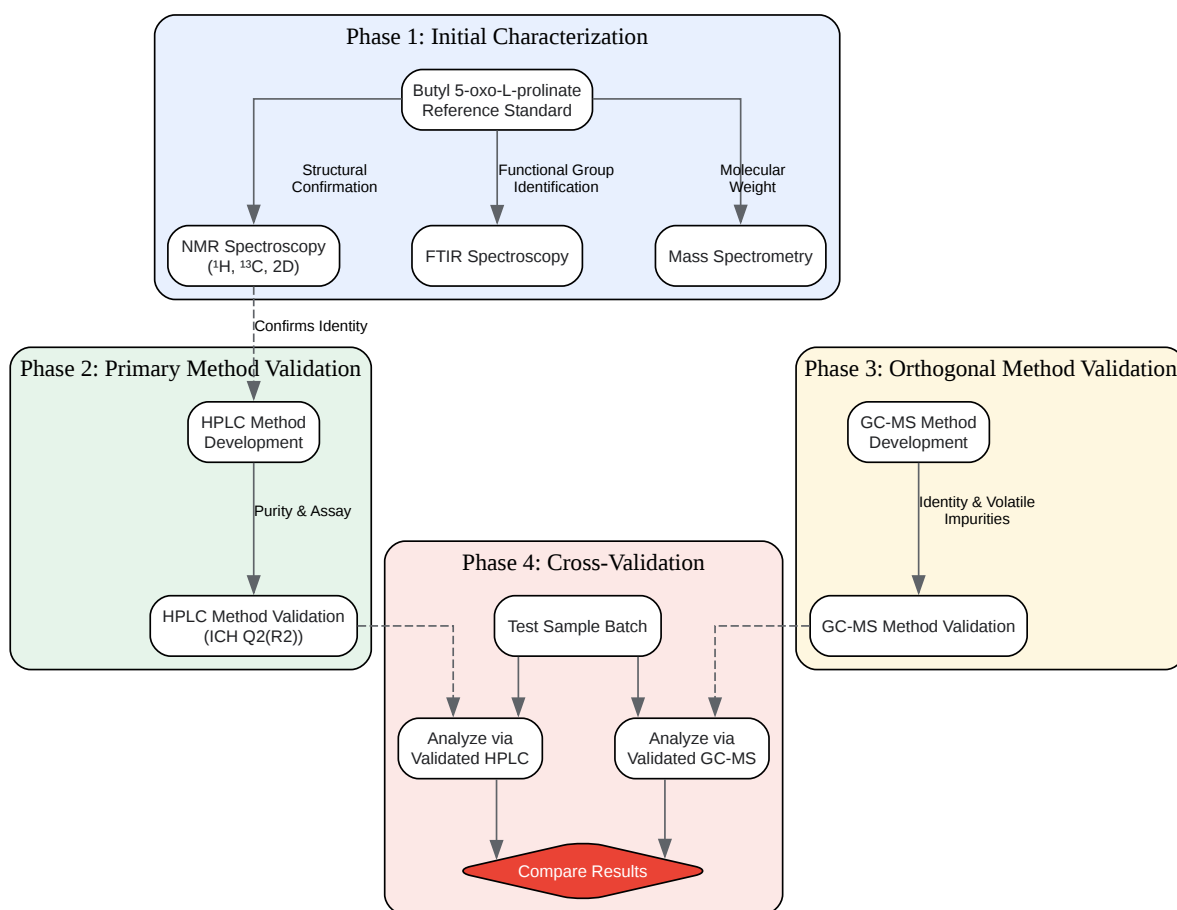 Phase 1: Initial Characterization
Butyl 5-oxo-L-prolinate
Reference Standard
Structural
Confirmation
Functional Group
Identification
Molecular
Weight
NMR Spectroscopy
(¹H, ¹³C, 2D)
FTIR Spectroscopy
Mass Spectrometry
Confirms Identity
Phase 2: Primary Method Validation
HPLC Method
Development
Purity & Assay
HPLC Method Validation
(ICH Q2(R2))
Phase 3: Orthogonal Method Validation
GC-MS Method
Development
Identity & Volatile
Impurities
GC-MS Method Validation
Phase 4: Cross-Validation
Test Sample Batch
Analyze via
Validated HPLC
Analyze via
Validated GC-MS
Compare Results